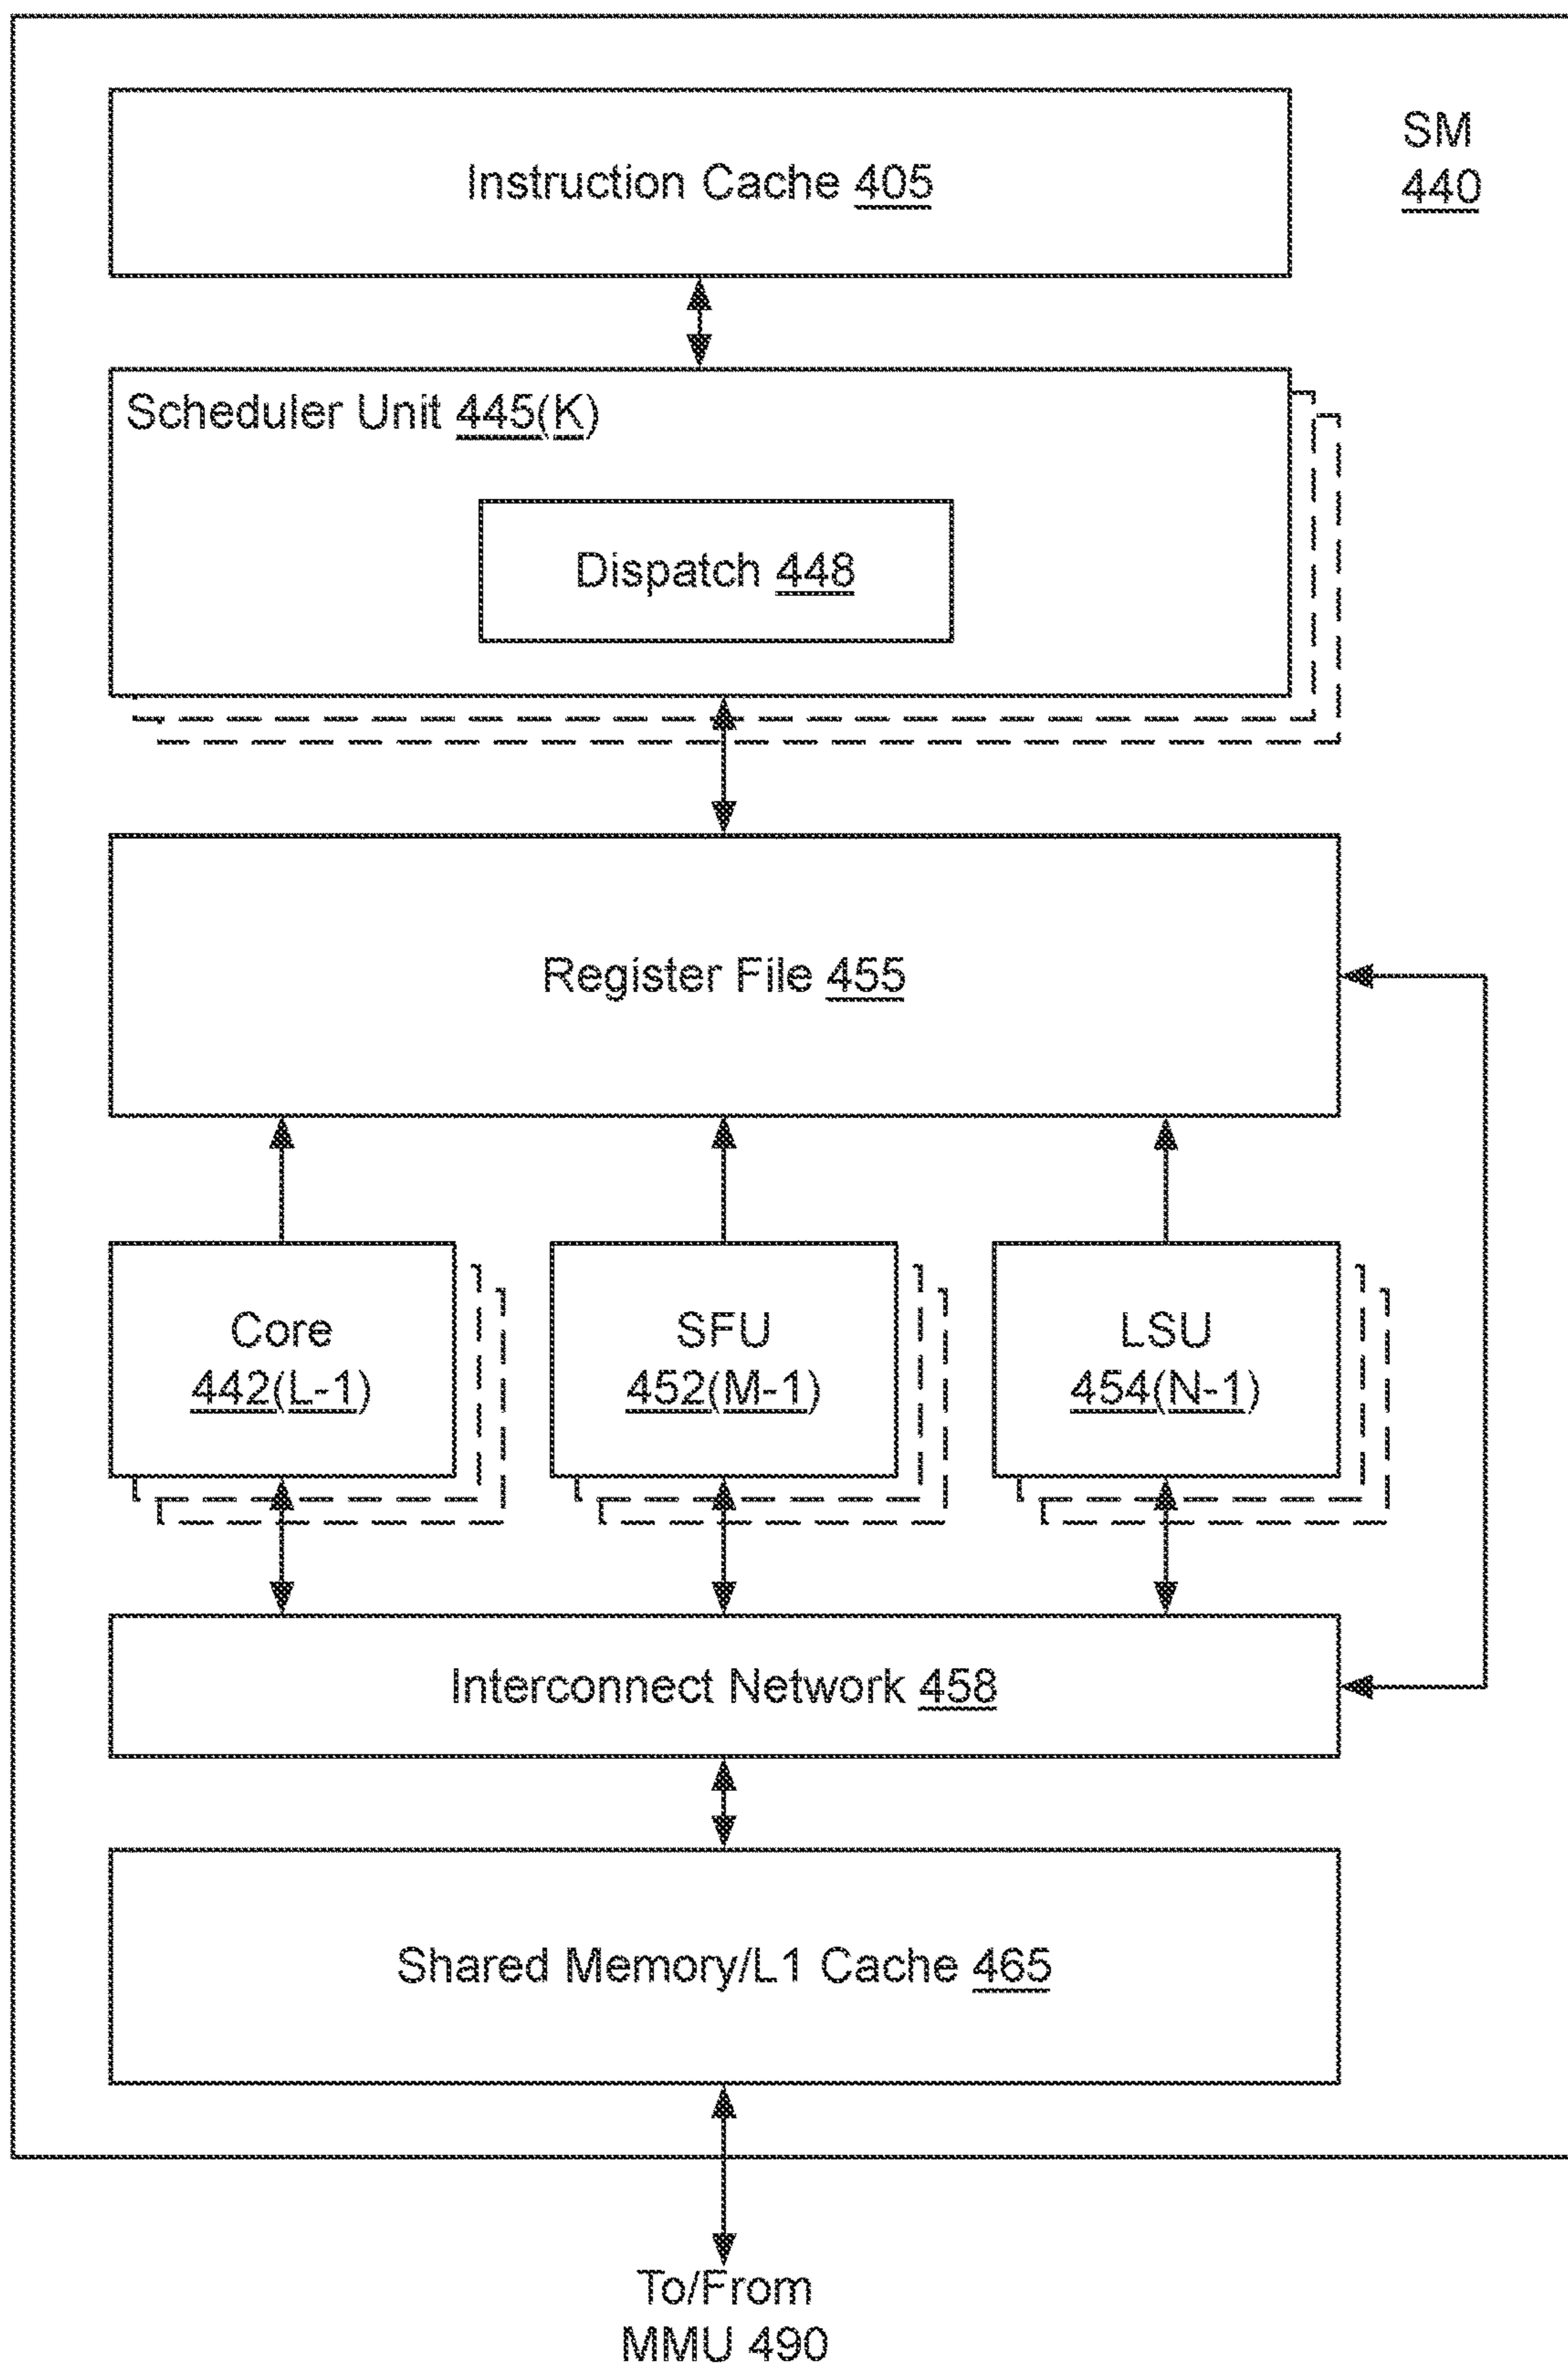 SM
440
Instruction Cache 405
Scheduler Unit 445(K)
Dispatch 448
Register File 455
Core
442(L-1)
SFU
452(M-1)
LSU
454(N-1)
Interconnect Network 458
Shared Memory/L1 Cache 465
To/From
MMU 490